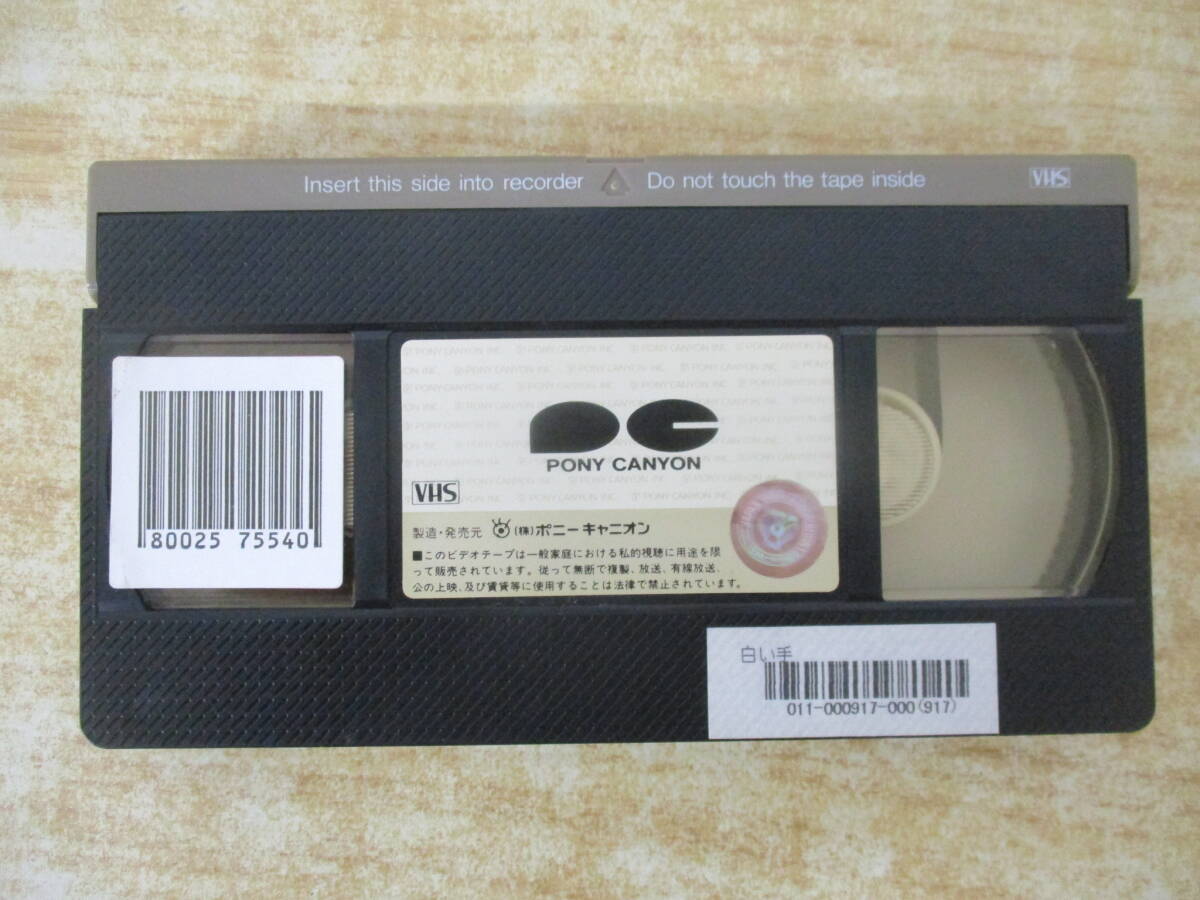 Insert this side into recorder Do not touch the tape inside VHS
PONY CANYON
VHS
製造・発売元 (株)ポニーキャニオン
■このビデオテープは一般家庭における私的視聴に用途を限
って販売されています。従って無断で複製、放送、有線放送、
公の上映、及び賃貸等に使用することは法律で禁止されています。
80025 75540
白い手
011-000917-000(917)